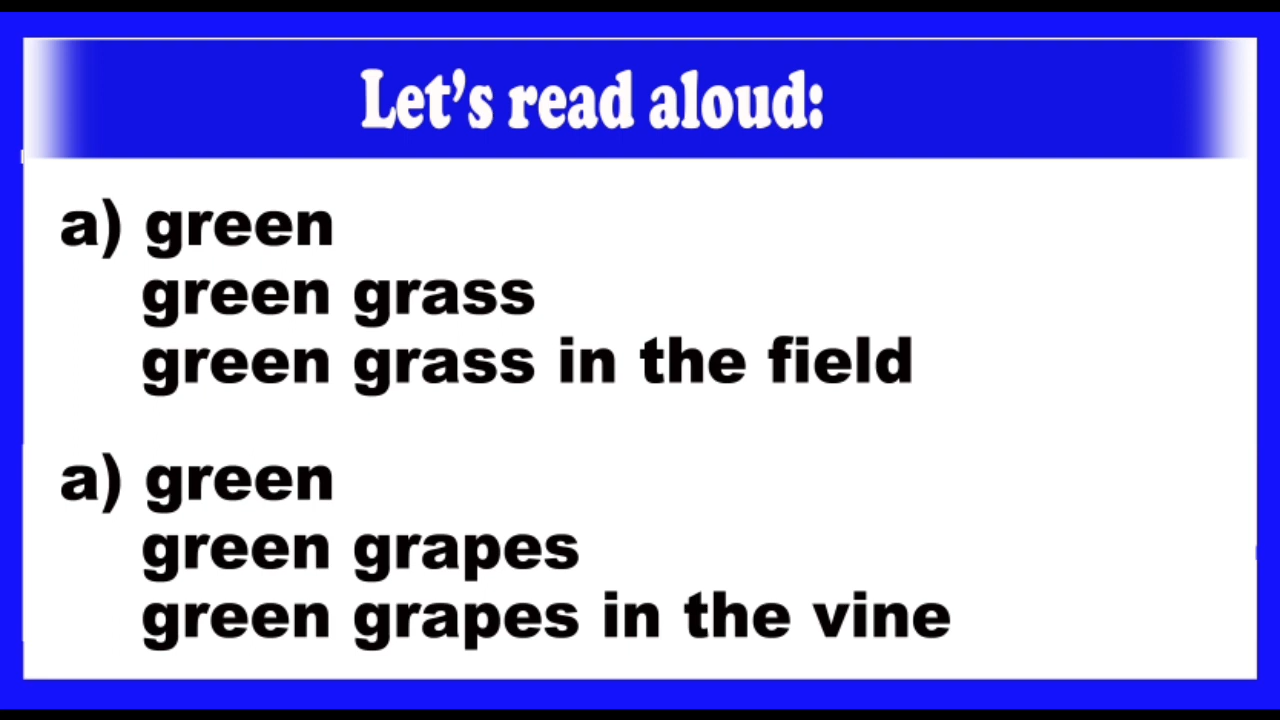 Let's read aloud:
a) green
green grass
green grass in the field
a) green
green grapes
green grapes in the vine